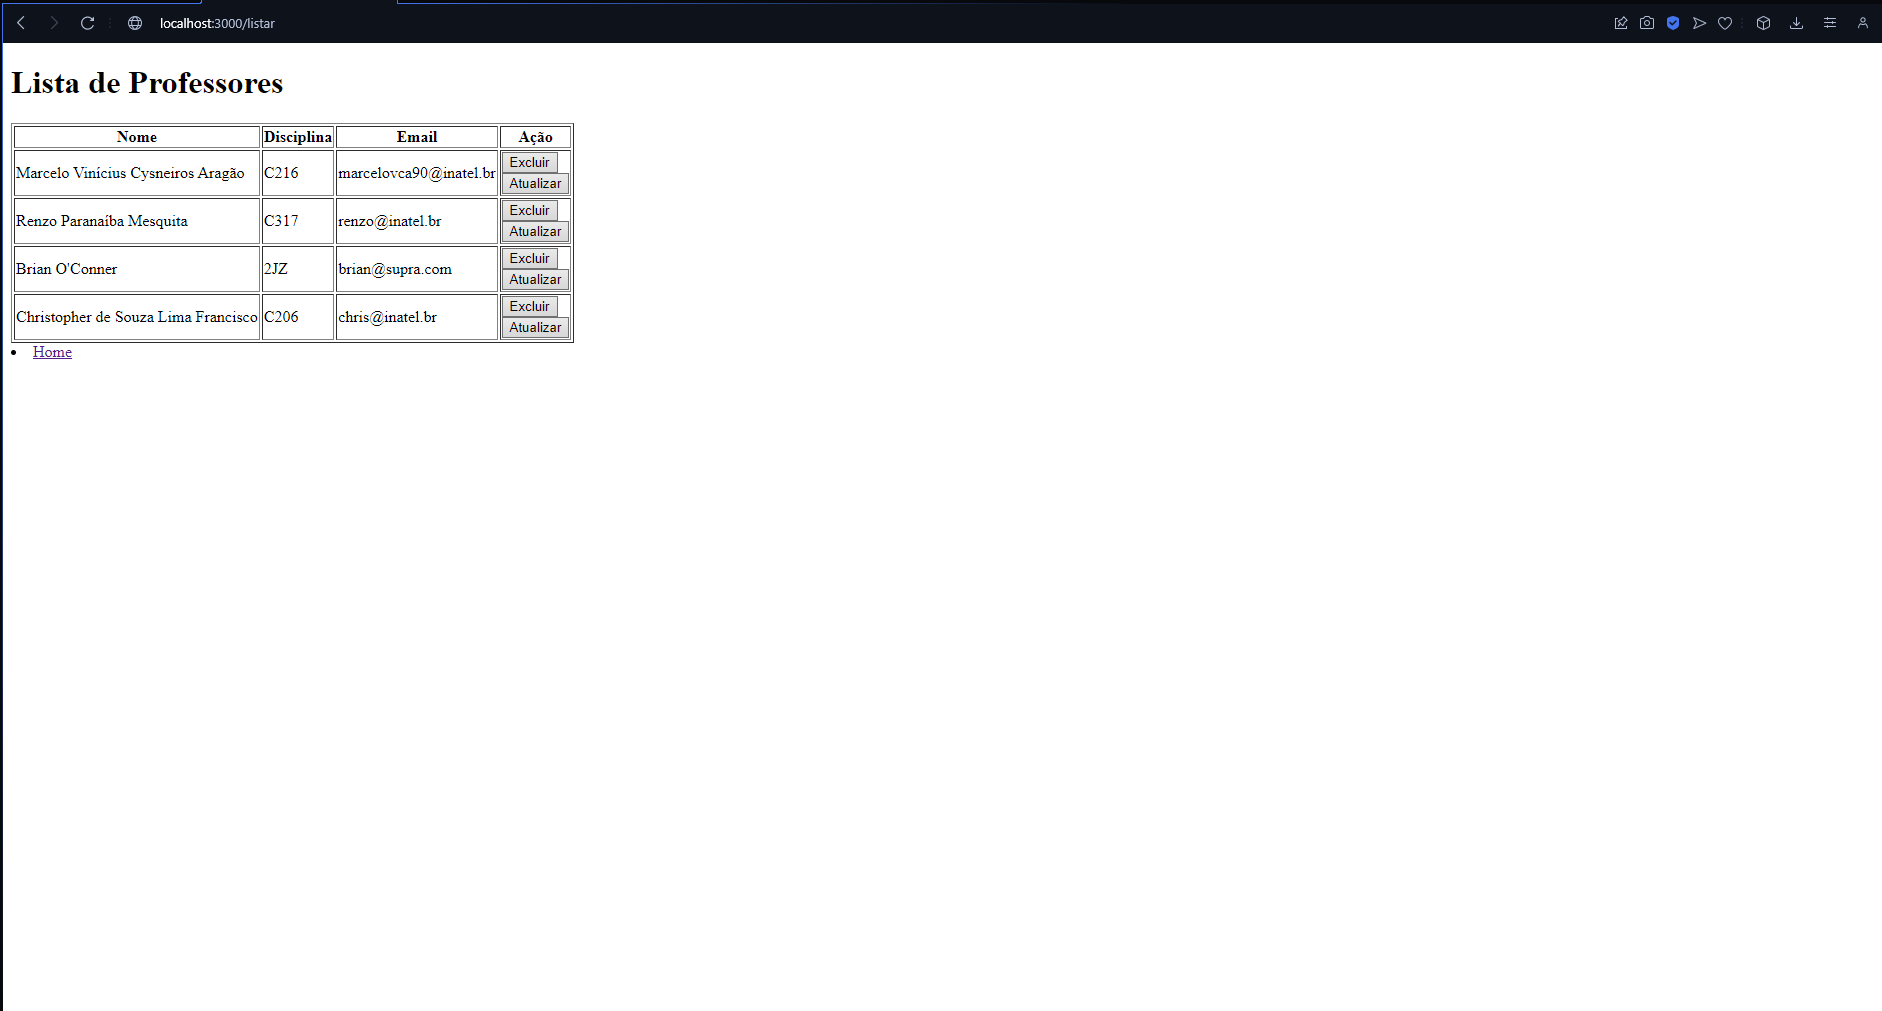 localhost:3000/listar
Lista de Professores
Nome Disciplina Email Ação
Marcelo Vinícius Cysneiros Aragão C216 marcelovca90@inatel.br Excluir
Atualizar
Renzo Paranaíba Mesquita C317 renzo@inatel.br Excluir
Atualizar
Brian O'Conner 2JZ brian@supra.com Excluir
Atualizar
Christopher de Souza Lima Francisco C206 chris@inatel.br Excluir
Atualizar
Home